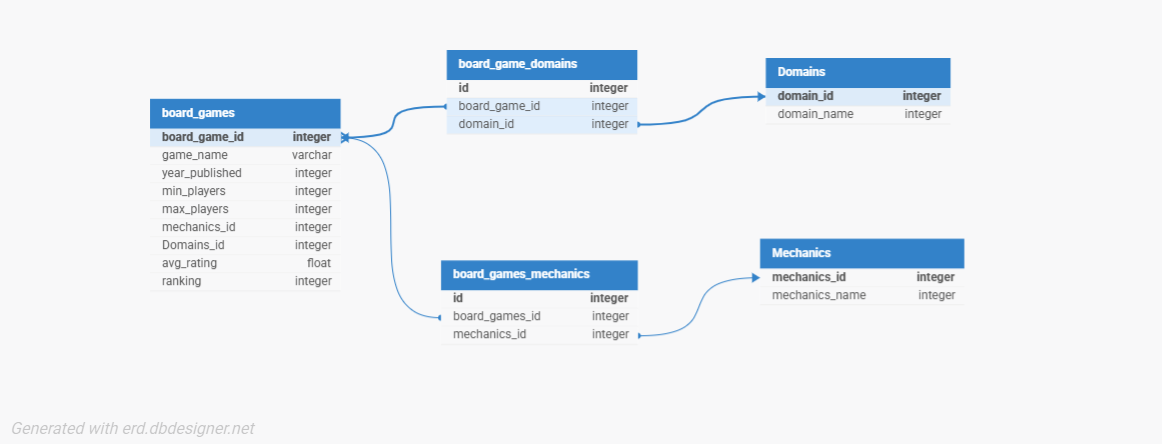 board_games
board_game_id integer
game_name varchar
year_published integer
min_players integer
max_players integer
mechanics_id integer
Domains_id integer
avg_rating float
ranking integer
board_game_domains
id integer
board_game_id integer
domain_id integer
Domains
domain_id integer
domain_name integer
board_games_mechanics
id integer
board_games_id integer
mechanics_id integer
Mechanics
mechanics_id integer
mechanics_name integer
Generated with erd.dbdesigner.net